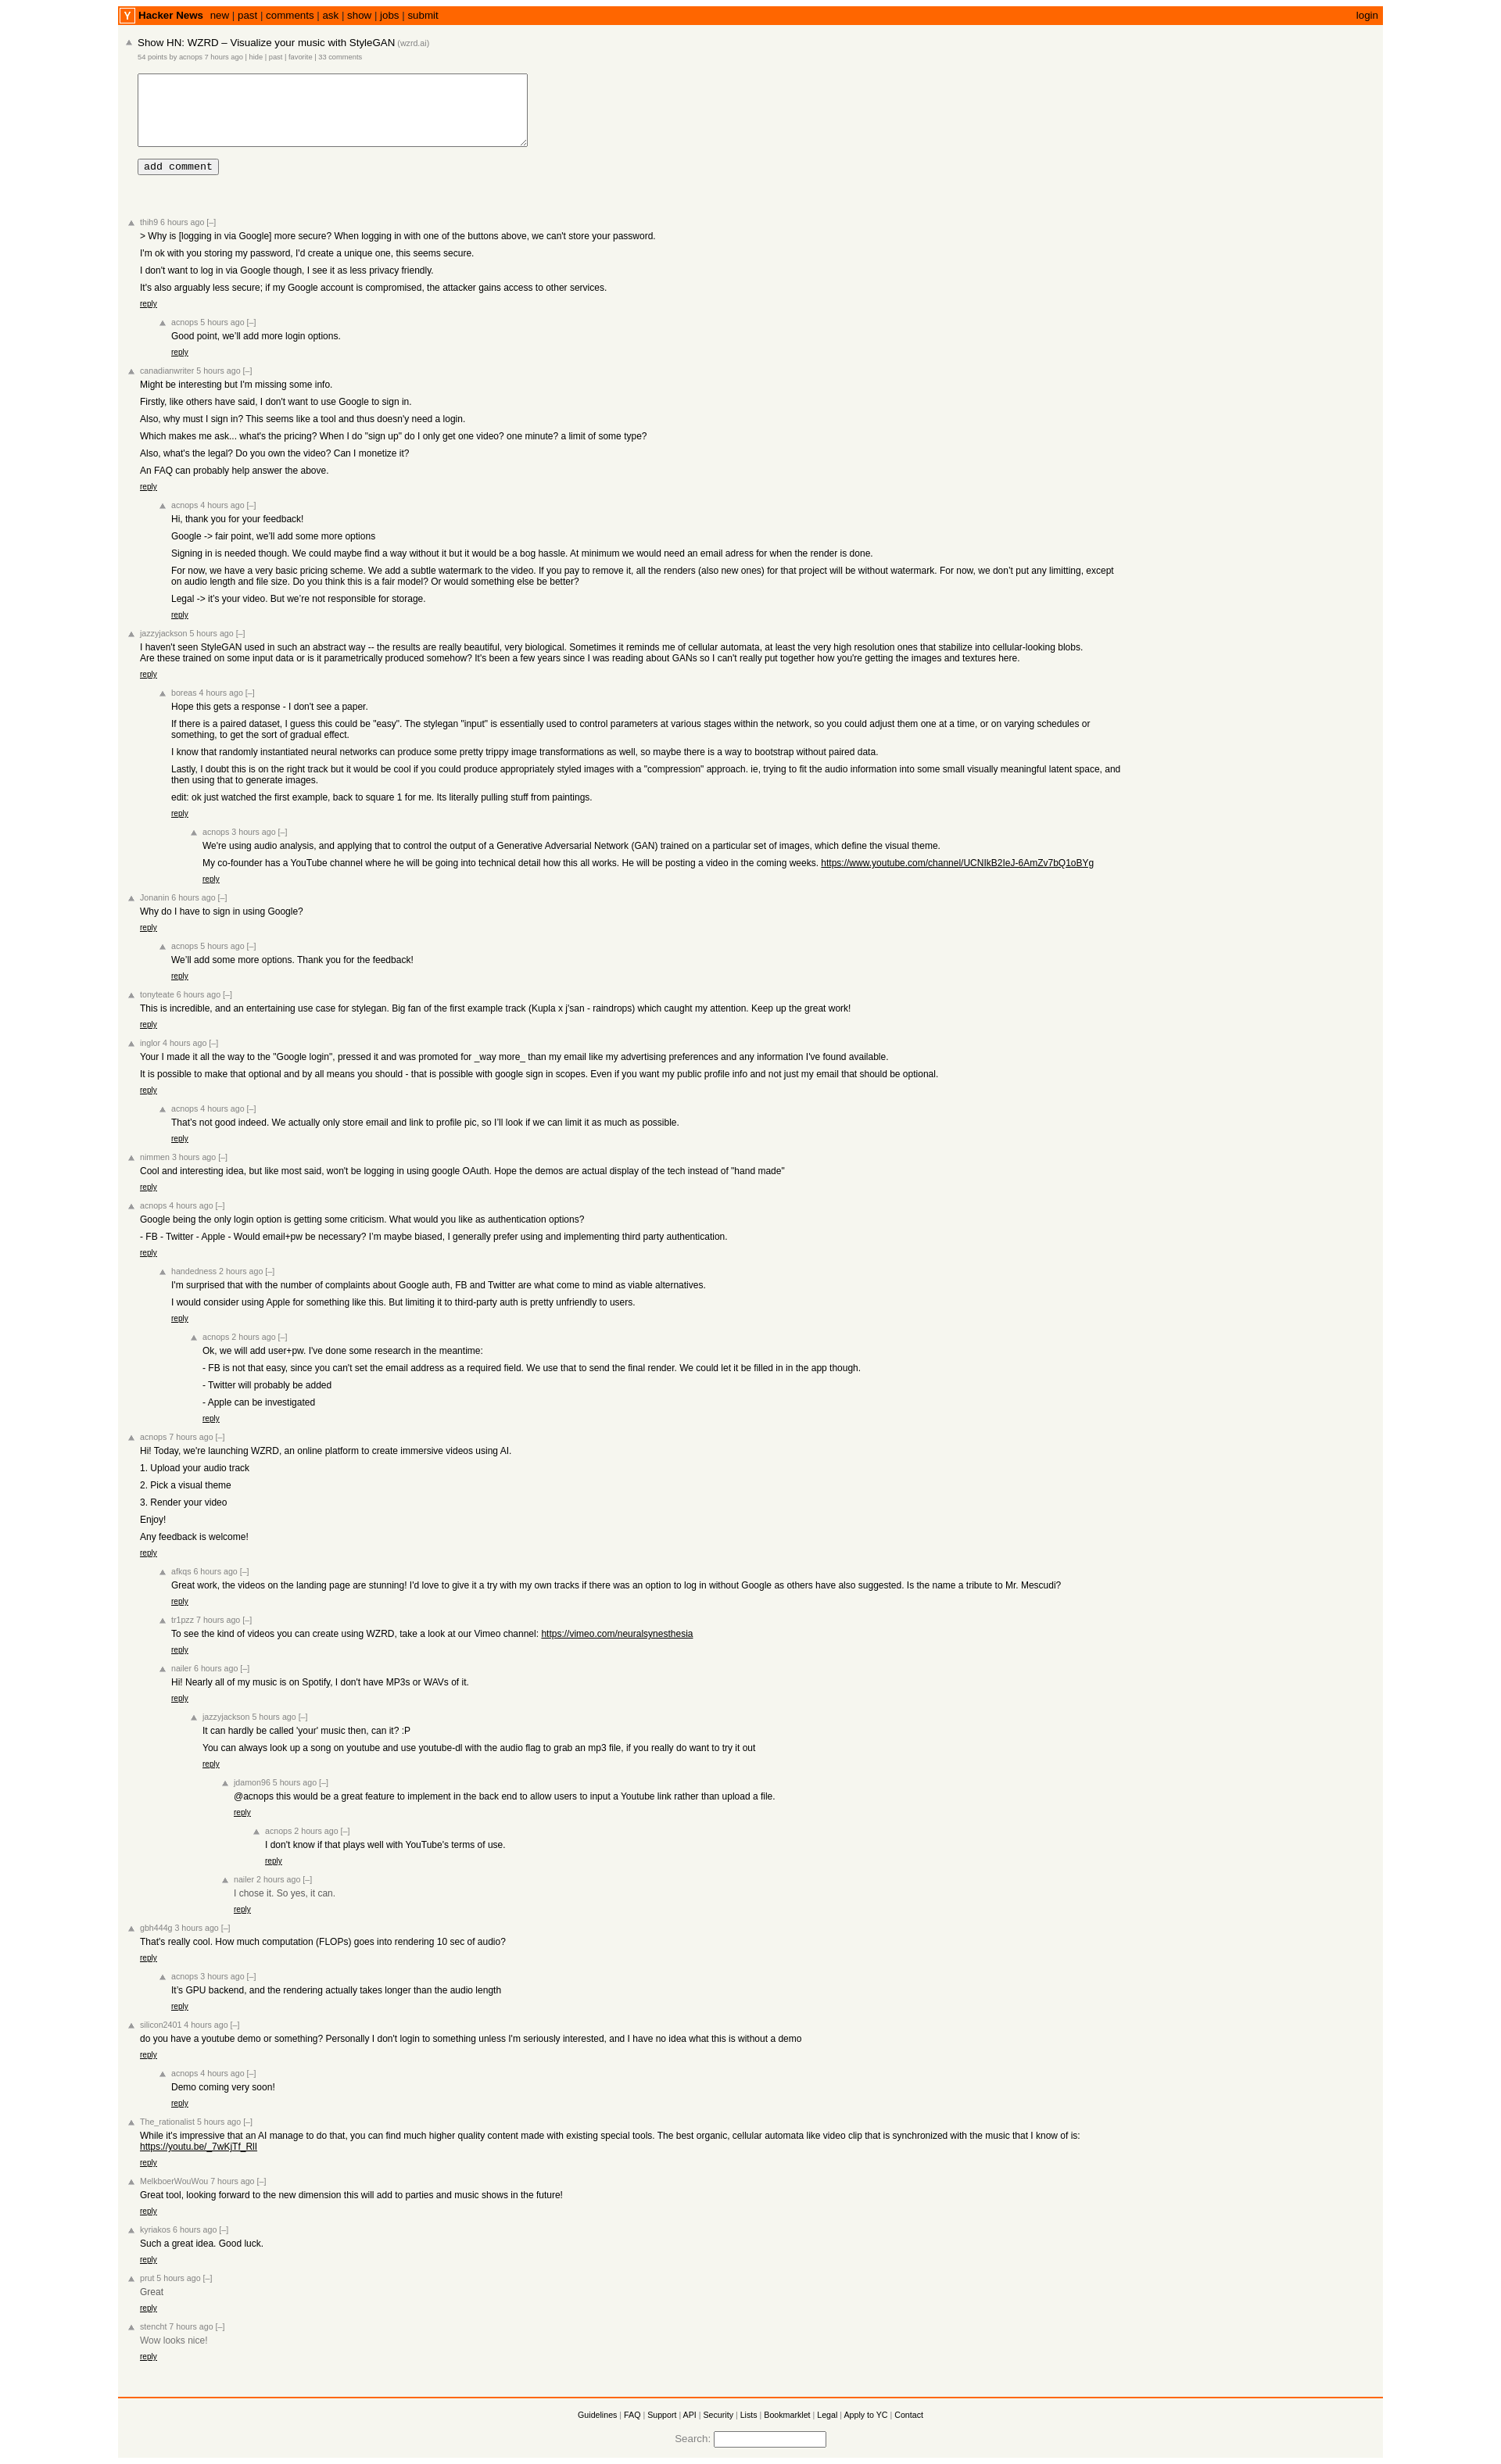 Y Hacker News new | past | comments | ask | show | jobs | submit login
Show HN: WZRD – Visualize your music with StyleGAN (wzrd.ai)
54 points by acnops 7 hours ago | hide | past | favorite | 33 comments
add comment
thih9 6 hours ago [–]
> Why is [logging in via Google] more secure? When logging in with one of the buttons above, we can't store your password.
I'm ok with you storing my password, I'd create a unique one, this seems secure.
I don't want to log in via Google though, I see it as less privacy friendly.
It's also arguably less secure; if my Google account is compromised, the attacker gains access to other services.
reply
acnops 5 hours ago [–]
Good point, we'll add more login options.
reply
canadianwriter 5 hours ago [–]
Might be interesting but I'm missing some info.
Firstly, like others have said, I don't want to use Google to sign in.
Also, why must I sign in? This seems like a tool and thus doesn'y need a login.
Which makes me ask... what's the pricing? When I do "sign up" do I only get one video? one minute? a limit of some type?
Also, what's the legal? Do you own the video? Can I monetize it?
An FAQ can probably help answer the above.
reply
acnops 4 hours ago [–]
Hi, thank you for your feedback!
Google -> fair point, we'll add some more options
Signing in is needed though. We could maybe find a way without it but it would be a bog hassle. At minimum we would need an email adress for when the render is done.
For now, we have a very basic pricing scheme. We add a subtle watermark to the video. If you pay to remove it, all the renders (also new ones) for that project will be without watermark. For now, we don't put any limitting, except
on audio length and file size. Do you think this is a fair model? Or would something else be better?
Legal -> it's your video. But we're not responsible for storage.
reply
jazzyjackson 5 hours ago [–]
I haven't seen StyleGAN used in such an abstract way -- the results are really beautiful, very biological. Sometimes it reminds me of cellular automata, at least the very high resolution ones that stabilize into cellular-looking blobs.
Are these trained on some input data or is it parametrically produced somehow? It's been a few years since I was reading about GANs so I can't really put together how you're getting the images and textures here.
reply
boreas 4 hours ago [–]
Hope this gets a response - I don't see a paper.
If there is a paired dataset, I guess this could be "easy". The stylegan "input" is essentially used to control parameters at various stages within the network, so you could adjust them one at a time, or on varying schedules or
something, to get the sort of gradual effect.
I know that randomly instantiated neural networks can produce some pretty trippy image transformations as well, so maybe there is a way to bootstrap without paired data.
Lastly, I doubt this is on the right track but it would be cool if you could produce appropriately styled images with a "compression" approach. ie, trying to fit the audio information into some small visually meaningful latent space, and
then using that to generate images.
edit: ok just watched the first example, back to square 1 for me. Its literally pulling stuff from paintings.
reply
acnops 3 hours ago [–]
We're using audio analysis, and applying that to control the output of a Generative Adversarial Network (GAN) trained on a particular set of images, which define the visual theme.
My co-founder has a YouTube channel where he will be going into technical detail how this all works. He will be posting a video in the coming weeks. https://www.youtube.com/channel/UCNIkB2IeJ-6AmZv7bQ1oBYg
reply
Jonanin 6 hours ago [–]
Why do I have to sign in using Google?
reply
acnops 5 hours ago [–]
We'll add some more options. Thank you for the feedback!
reply
tonyteate 6 hours ago [–]
This is incredible, and an entertaining use case for stylegan. Big fan of the first example track (Kupla x j'san - raindrops) which caught my attention. Keep up the great work!
reply
inglor 4 hours ago [–]
Your I made it all the way to the "Google login", pressed it and was promoted for _way more_ than my email like my advertising preferences and any information I've found available.
It is possible to make that optional and by all means you should - that is possible with google sign in scopes. Even if you want my public profile info and not just my email that should be optional.
reply
acnops 4 hours ago [–]
That's not good indeed. We actually only store email and link to profile pic, so I'll look if we can limit it as much as possible.
reply
nimmen 3 hours ago [–]
Cool and interesting idea, but like most said, won't be logging in using google OAuth. Hope the demos are actual display of the tech instead of "hand made"
reply
acnops 4 hours ago [–]
Google being the only login option is getting some criticism. What would you like as authentication options?
- FB - Twitter - Apple - Would email+pw be necessary? I'm maybe biased, I generally prefer using and implementing third party authentication.
reply
handedness 2 hours ago [–]
I'm surprised that with the number of complaints about Google auth, FB and Twitter are what come to mind as viable alternatives.
I would consider using Apple for something like this. But limiting it to third-party auth is pretty unfriendly to users.
reply
acnops 2 hours ago [–]
Ok, we will add user+pw. I've done some research in the meantime:
- FB is not that easy, since you can't set the email address as a required field. We use that to send the final render. We could let it be filled in in the app though.
- Twitter will probably be added
- Apple can be investigated
reply
acnops 7 hours ago [–]
Hi! Today, we're launching WZRD, an online platform to create immersive videos using AI.
1. Upload your audio track
2. Pick a visual theme
3. Render your video
Enjoy!
Any feedback is welcome!
reply
afkqs 6 hours ago [–]
Great work, the videos on the landing page are stunning! I'd love to give it a try with my own tracks if there was an option to log in without Google as others have also suggested. Is the name a tribute to Mr. Mescudi?
reply
tr1pzz 7 hours ago [–]
To see the kind of videos you can create using WZRD, take a look at our Vimeo channel: https://vimeo.com/neuralsynesthesia
reply
nailer 6 hours ago [–]
Hi! Nearly all of my music is on Spotify, I don't have MP3s or WAVs of it.
reply
jazzyjackson 5 hours ago [–]
It can hardly be called 'your' music then, can it? :P
You can always look up a song on youtube and use youtube-dl with the audio flag to grab an mp3 file, if you really do want to try it out
reply
jdamon96 5 hours ago [–]
@acnops this would be a great feature to implement in the back end to allow users to input a Youtube link rather than upload a file.
reply
acnops 2 hours ago [–]
I don't know if that plays well with YouTube's terms of use.
reply
nailer 2 hours ago [–]
I chose it. So yes, it can.
reply
gbh444g 3 hours ago [–]
That's really cool. How much computation (FLOPs) goes into rendering 10 sec of audio?
reply
acnops 3 hours ago [–]
It's GPU backend, and the rendering actually takes longer than the audio length
reply
silicon2401 4 hours ago [–]
do you have a youtube demo or something? Personally I don't login to something unless I'm seriously interested, and I have no idea what this is without a demo
reply
acnops 4 hours ago [–]
Demo coming very soon!
reply
The_rationalist 5 hours ago [–]
While it's impressive that an AI manage to do that, you can find much higher quality content made with existing special tools. The best organic, cellular automata like video clip that is synchronized with the music that I know of is:
https://youtu.be/_7wKjTf_RlI
reply
MelkboerWouWou 7 hours ago [–]
Great tool, looking forward to the new dimension this will add to parties and music shows in the future!
reply
kyriakos 6 hours ago [–]
Such a great idea. Good luck.
reply
prut 5 hours ago [–]
Great
reply
stencht 7 hours ago [–]
Wow looks nice!
reply
Guidelines | FAQ | Support | API | Security | Lists | Bookmarklet | Legal | Apply to YC | Contact
Search: